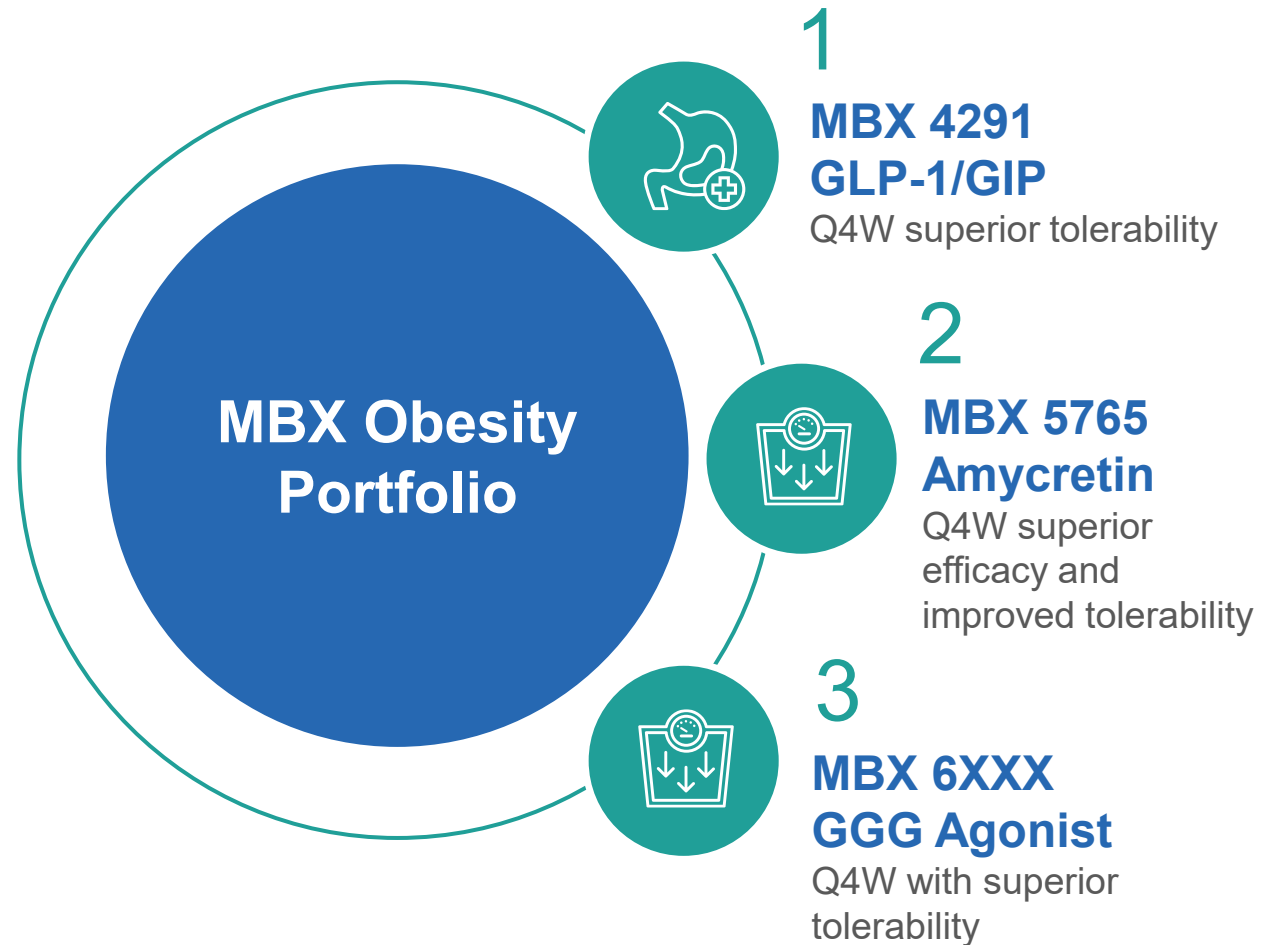 MBX Obesity
Portfolio
1
MBX 4291
GLP-1/GIP
Q4W superior tolerability
2
MBX 5765
Amycretin
Q4W superior
efficacy and
improved tolerability
3
MBX 6XXX
GGG Agonist
Q4W with superior
tolerability